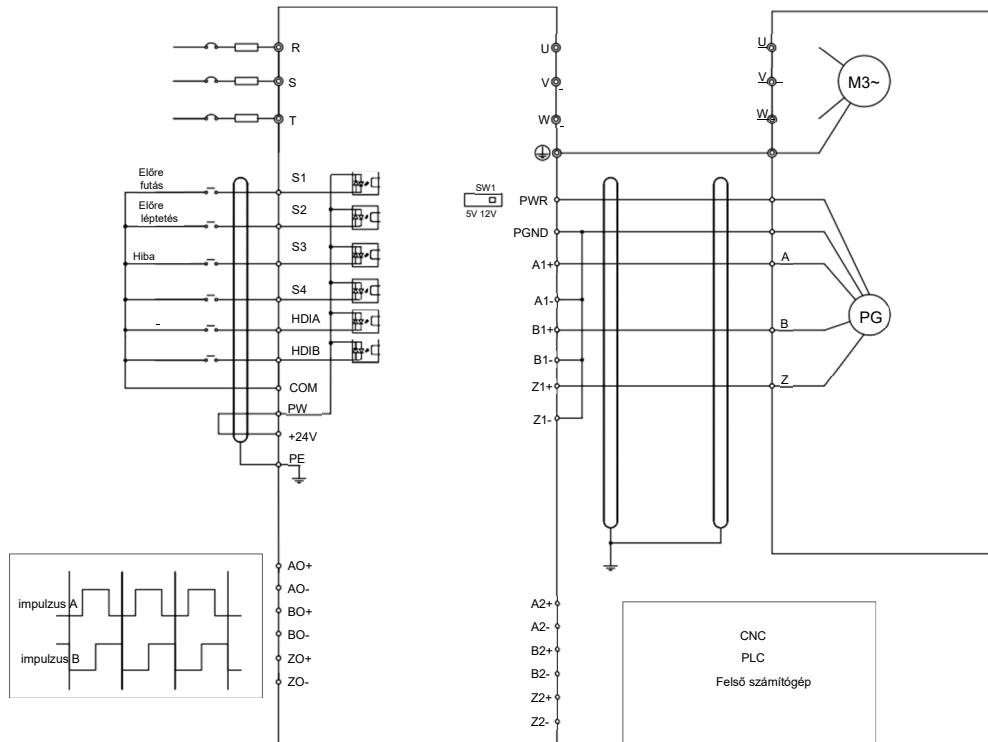 R
S
T
U
V
W
U
V
W
M3~
Előre
futás
S1
Előre
léptetés
S2
Hiba
S3
S4
HDIA
HDIB
COM
PW
+24V
PE
SW1
5V 12V
PWR
PGND
A1+
A1-
B1+
B1-
Z1+
Z1-
A
B
Z
PG
impulzus A
impulzus B
AO+
AO-
BO+
BO-
ZO+
ZO-
A2+
A2-
B2+
B2-
Z2+
Z2-
CNC
PLC
Felső számítógép